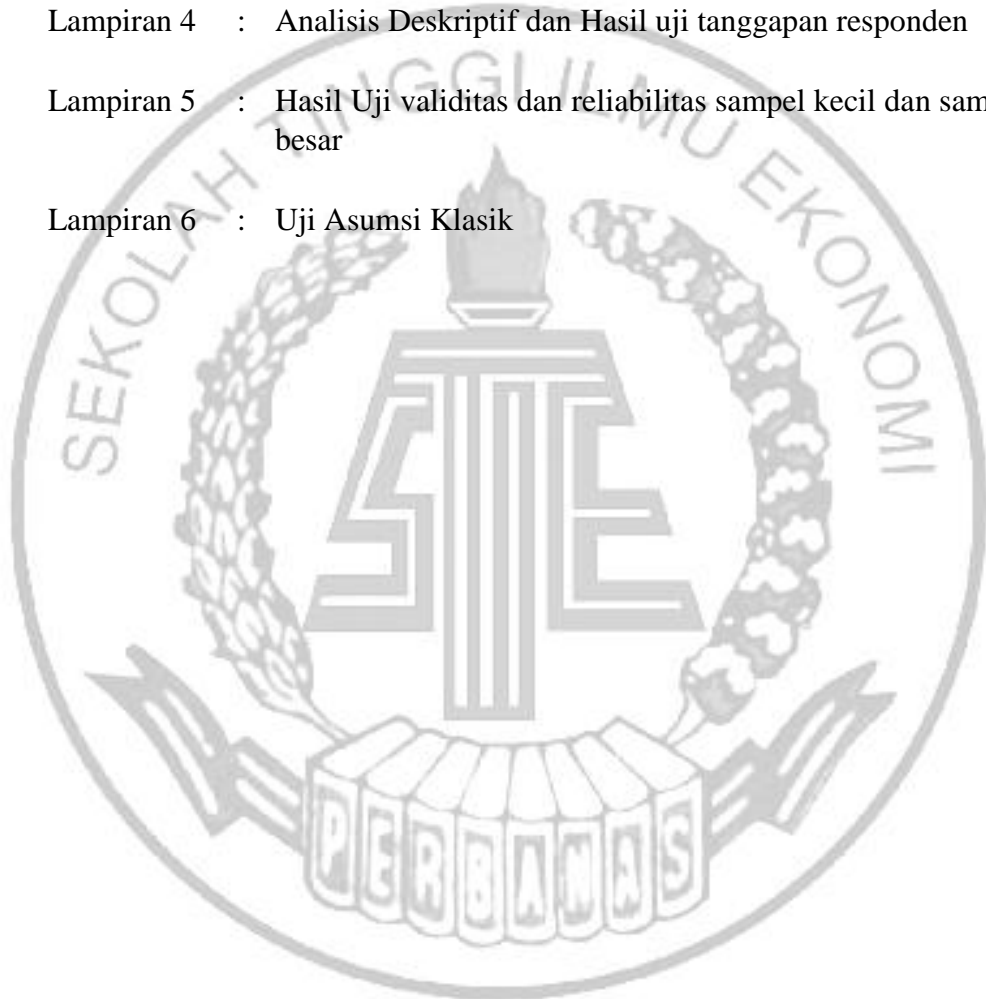 Lampiran 4 : Analisis Deskriptif dan Hasil uji tanggapan responden
Lampiran 5 : Hasil Uji validitas dan reliabilitas sampel kecil dan sam
besar
Lampiran 6 : Uji Asumsi Klasik
SEKOLAH TINGGI ILMU EKONOMI
STIE
PERBANAS